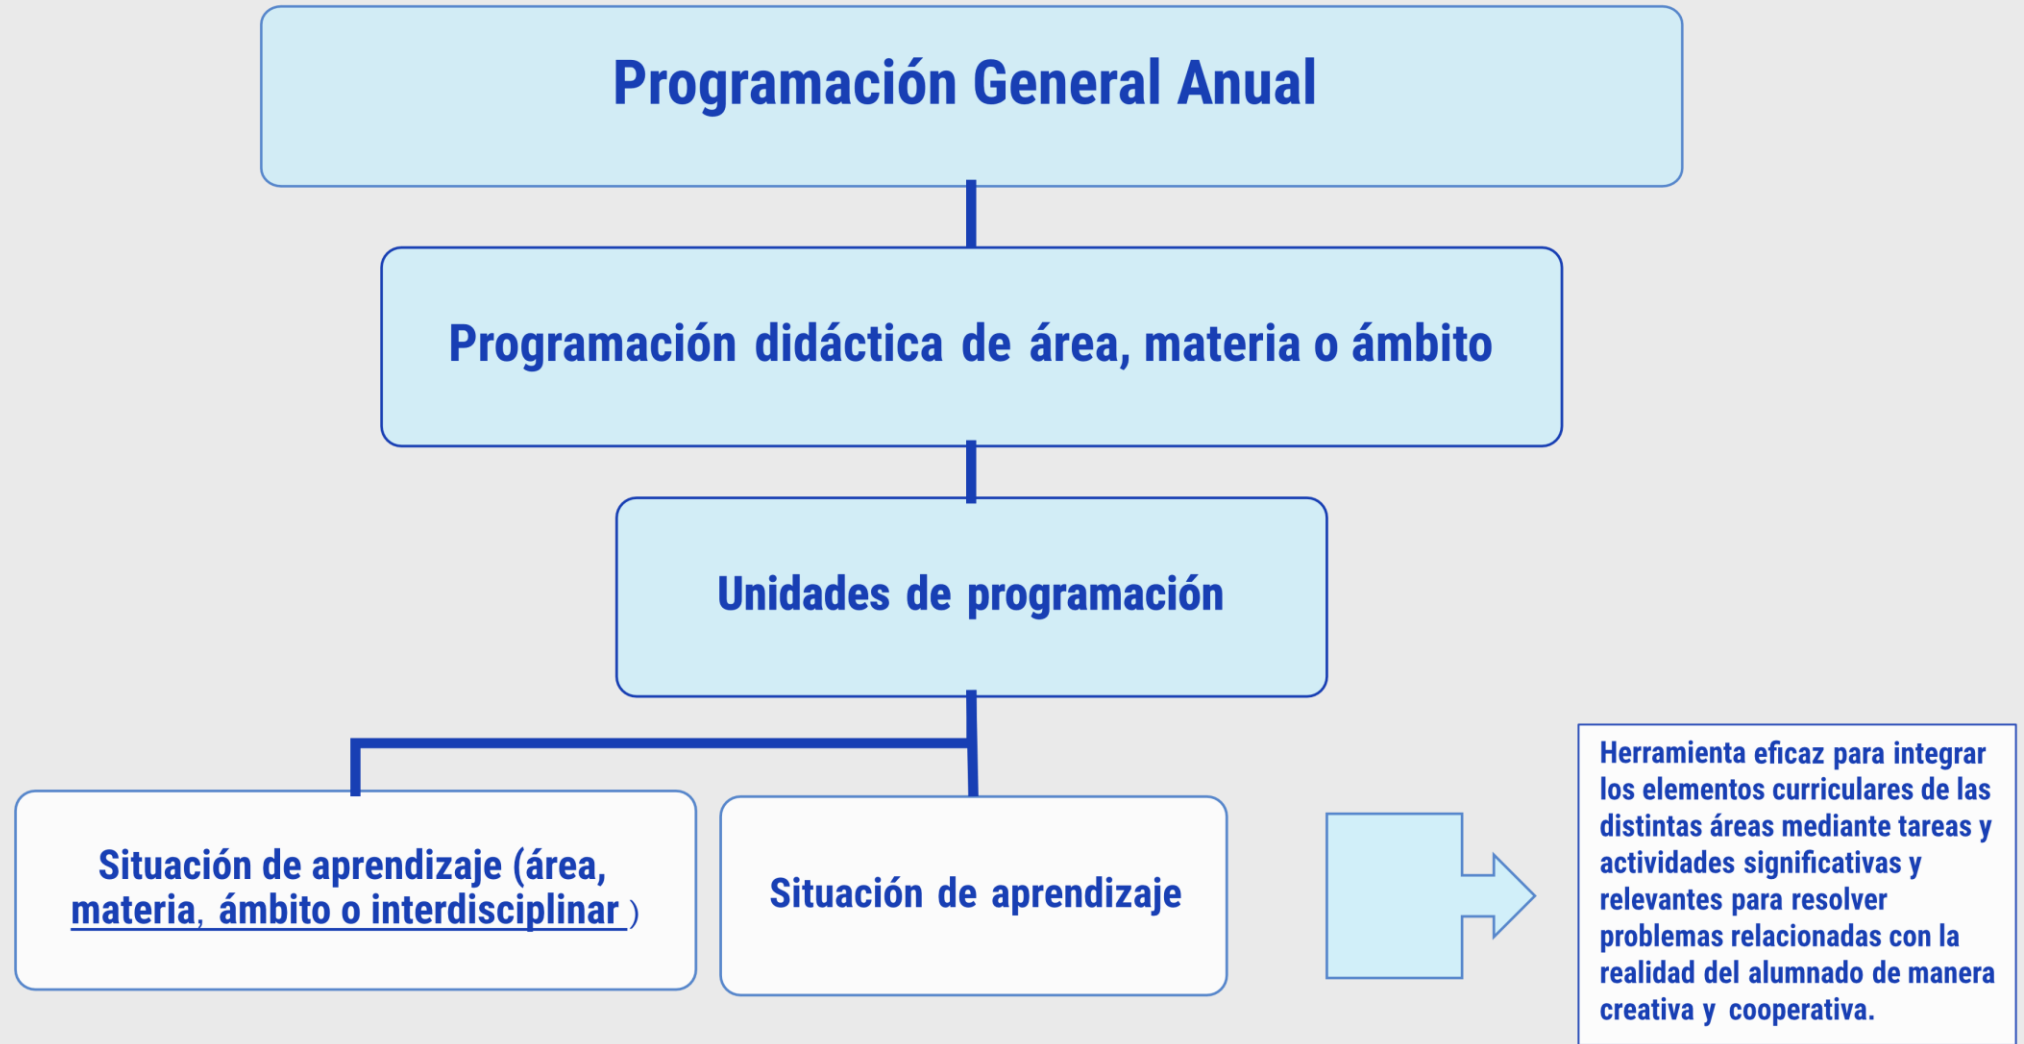 Programación General Anual
Programación didáctica de área, materia o ámbito
Unidades de programación
Situación de aprendizaje (área,
materia, ámbito o interdisciplinar )
Situación de aprendizaje
Herramienta eficaz para integrar
los elementos curriculares de las
distintas áreas mediante tareas y
actividades significativas y
relevantes para resolver
problemas relacionadas con la
realidad del alumnado de manera
creativa y cooperativa.